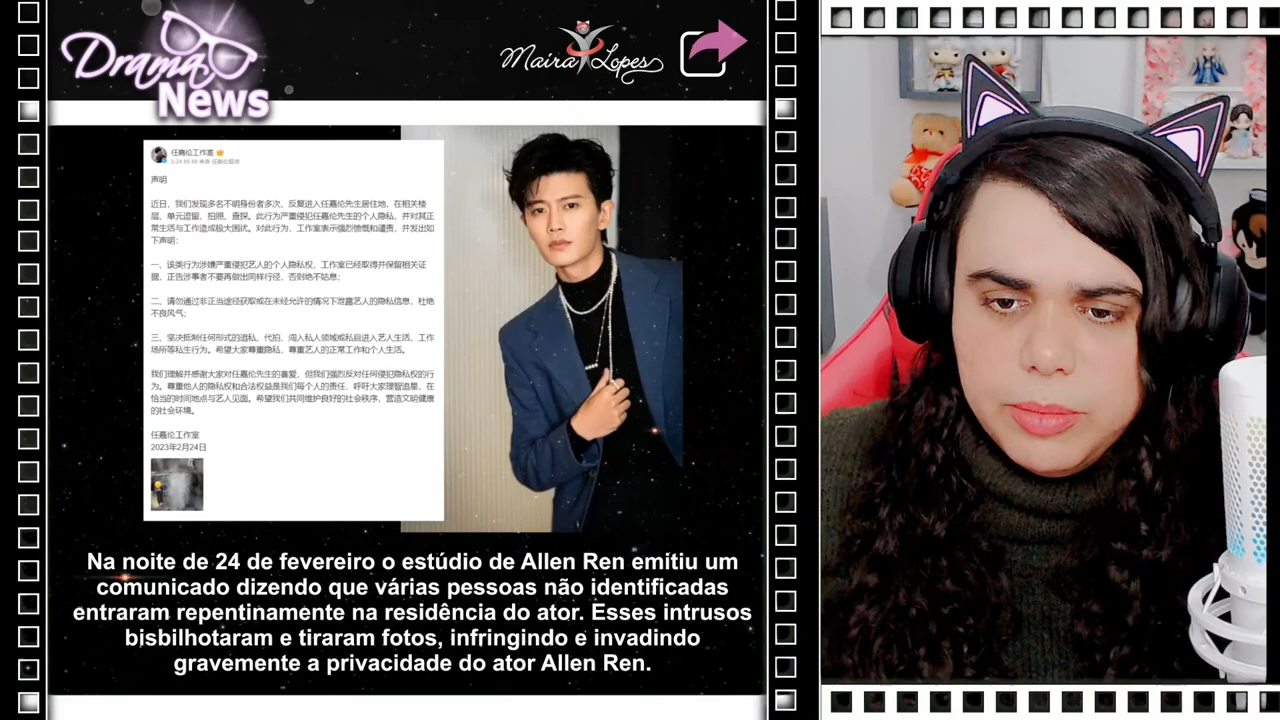 Drama
News
Maira Lopes
任嘉伦工作室
声明
近日，我们发现多名不明身份者多次、反复进入任嘉伦先生居住地，在相关楼
层、单元逗留、拍照、查探。此行为严重侵犯任嘉伦先生的个人隐私，并对其正
常生活与工作造成极大困扰。对此行为，工作室表示强烈愤慨和谴责，并发出如
下声明：
一、该类行为涉嫌严重侵犯艺人的个人隐私权，工作室已经取得并保留相关证
据，正告涉事者不要再做出同样行径，否则绝不姑息；
二、请勿通过非正当途径获取或在未经允许的情况下泄露艺人的隐私信息，杜绝
不良风气；
三、坚决抵制任何形式的追私、代拍、闯入私人领域或私自进入艺人生活、工作
场所等私生行为。希望大家尊重隐私，尊重艺人的正常工作和个人生活。
我们理解并感谢大家对任嘉伦先生的喜爱，但我们强烈反对任何侵犯隐私权的行
为。尊重他人的隐私权和合法权益是我们每个人的责任，呼吁大家理智追星，在
恰当的时间地点与艺人见面。希望我们共同维护良好的社会秩序，营造文明健康
的社会环境。
任嘉伦工作室
2023年2月24日
Na noite de 24 de fevereiro o estúdio de Allen Ren emitiu um
comunicado dizendo que várias pessoas não identificadas
entraram repentinamente na residência do ator. Esses intrusos
bisbilhotaram e tiraram fotos, infringindo e invadindo
gravemente a privacidade do ator Allen Ren.